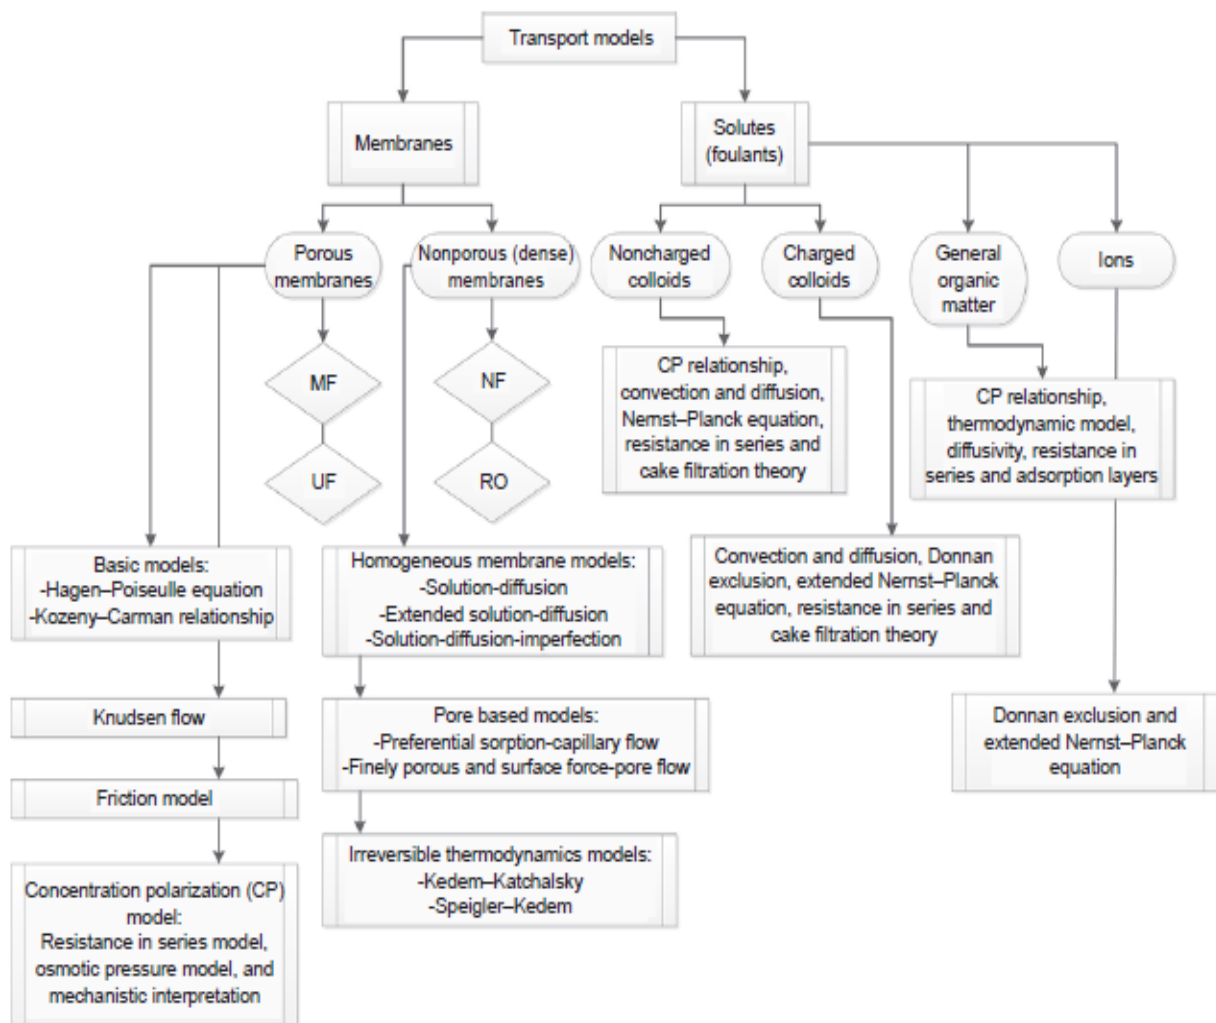 Transport models
Membranes
Solutes
(foulants)
Porous
membranes
Nonporous (dense)
membranes
Noncharged
colloids
Charged
colloids
General
organic
matter
Ions
MF
NF
UF
RO
CP relationship,
convection and diffusion,
Nernst–Planck equation,
resistance in series and
cake filtration theory
CP relationship,
thermodynamic model,
diffusivity, resistance in
series and adsorption layers
Basic models:
-Hagen–Poiseulle equation
-Kozeny–Carman relationship
Homogeneous membrane models:
-Solution-diffusion
-Extended solution-diffusion
-Solution-diffusion-imperfection
Convection and diffusion, Donnan
exclusion, extended Nernst–Planck
equation, resistance in series and
cake filtration theory
Knudsen flow
Pore based models:
-Preferential sorption-capillary flow
-Finely porous and surface force-pore flow
Donnan exclusion and
extended Nernst–Planck
equation
Friction model
Irreversible thermodynamics models:
-Kedem–Katchalsky
-Speigler–Kedem
Concentration polarization (CP)
model:
Resistance in series model,
osmotic pressure model, and
mechanistic interpretation